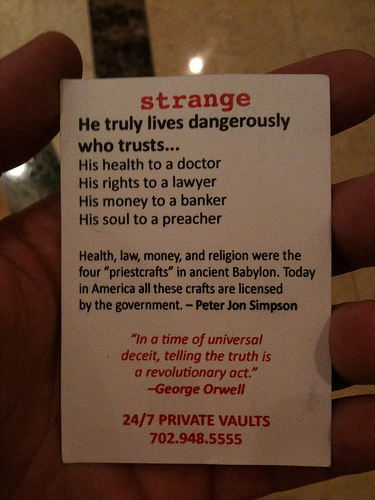 strange
He truly lives dangerously
who trusts...
His health to a doctor
His rights to a lawyer
His money to a banker
His soul to a preacher
Health, law, money, and religion were the
four "priestcrafts" in ancient Babylon. Today
in America all these crafts are licensed
by the government. – Peter Jon Simpson
"In a time of universal
deceit, telling the truth is
a revolutionary act."
–George Orwell
24/7 PRIVATE VAULTS
702.948.5555